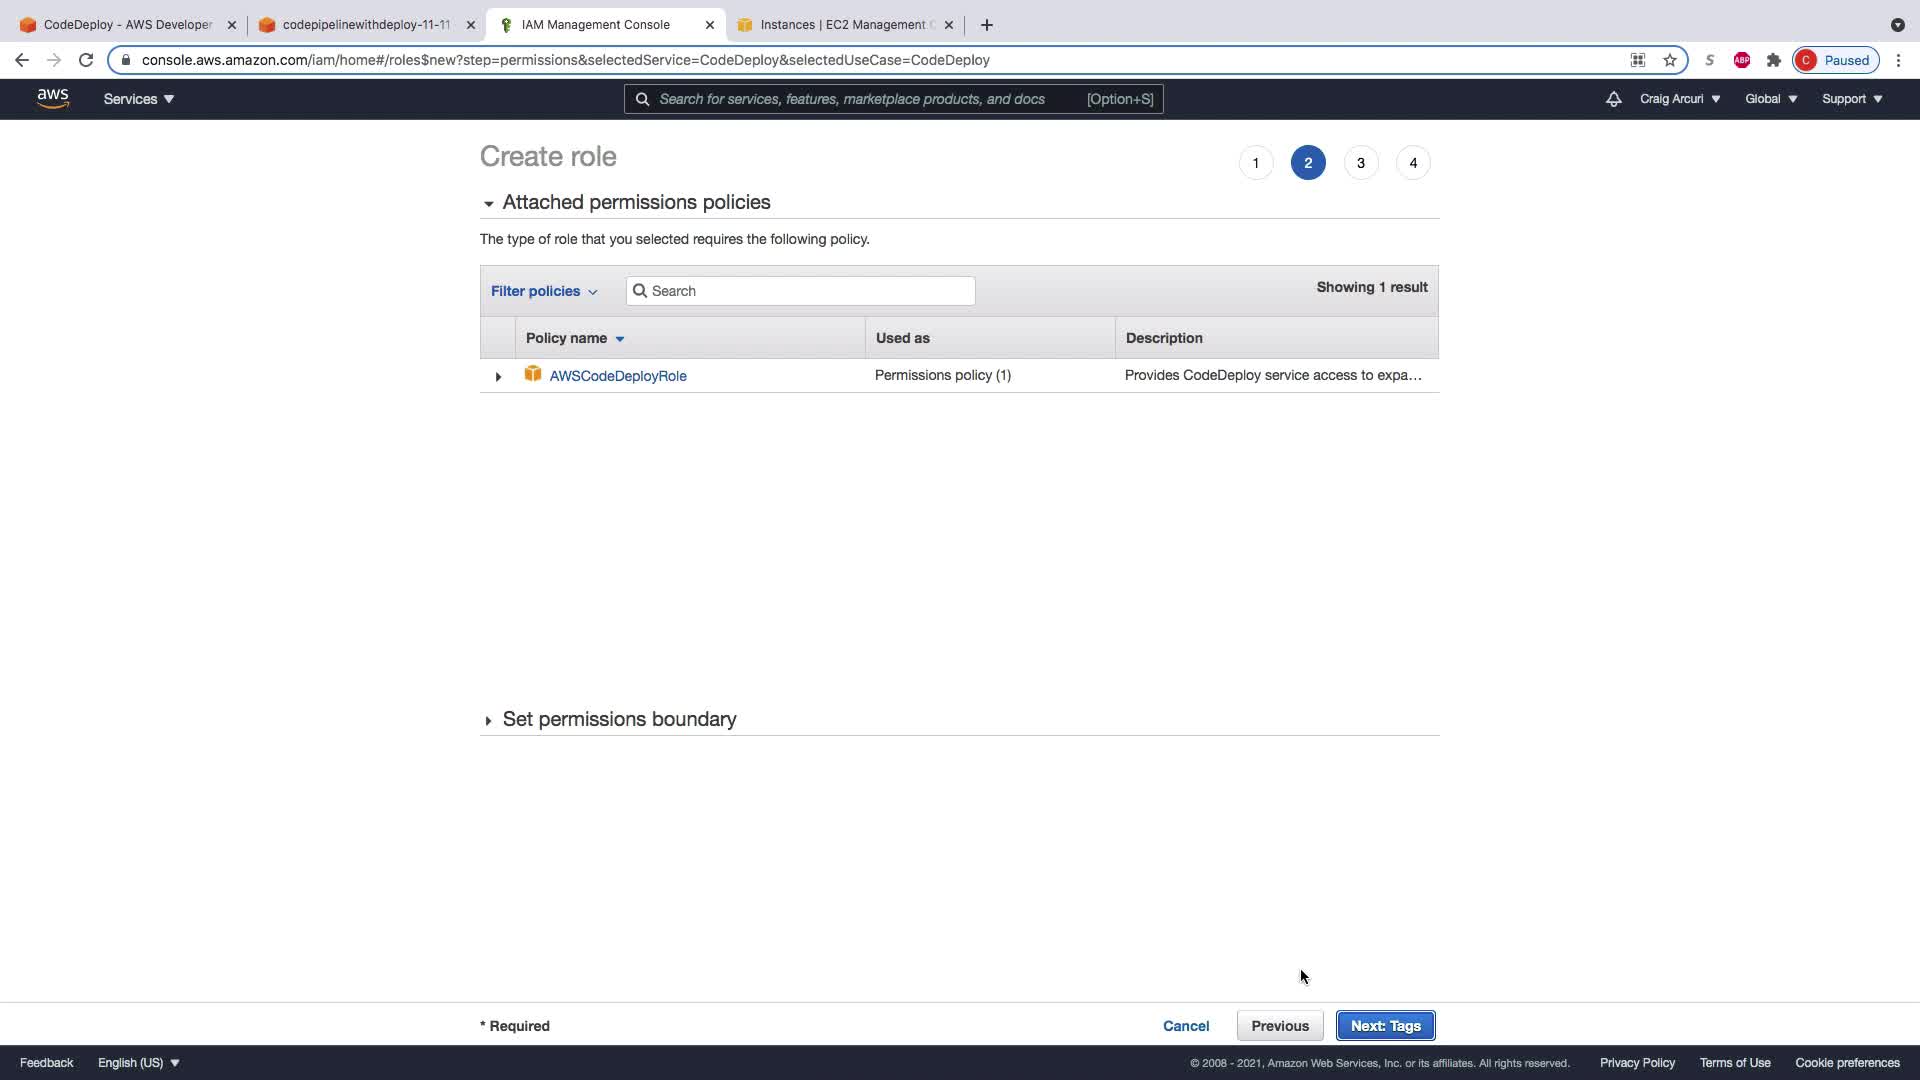 CodeDeploy - AWS Developer
codepipelinewithdeploy-11-11
IAM Management Console
Instances | EC2 Management C
console.aws.amazon.com/iam/home#/roles$new?step=permissions&selectedService=CodeDeploy&selectedUseCase=CodeDeploy
S
ABP
C
Paused
aws
Services
Search for services, features, marketplace products, and docs
[Option+S]
Craig Arcuri
Global
Support
Create role
1
2
3
4
Attached permissions policies
The type of role that you selected requires the following policy.
Filter policies
Search
Showing 1 result
Policy name
Used as
Description
AWSCodeDeployRole
Permissions policy (1)
Provides CodeDeploy service access to expa...
Set permissions boundary
* Required
Cancel
Previous
Next: Tags
Feedback
English (US)
© 2008 - 2021, Amazon Web Services, Inc. or its affiliates. All rights reserved.
Privacy Policy
Terms of Use
Cookie preferences